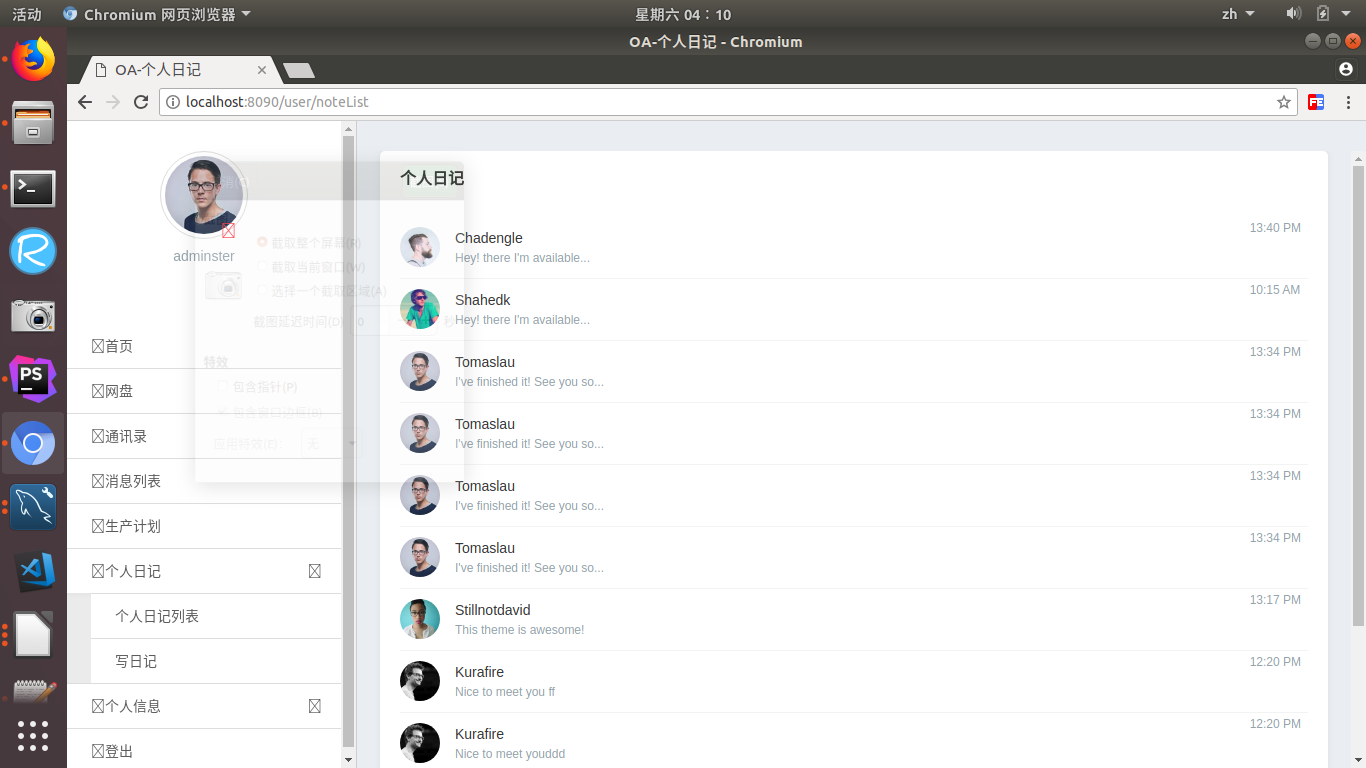 活动
Chromium 网页浏览器
星期六 04：10
zh
OA-个人日记 - Chromium
OA-个人日记
localhost:8090/user/noteList
adminster
首页
网盘
通讯录
消息列表
生产计划
个人日记
个人日记列表
写日记
个人信息
登出
截取整个屏幕(R)
截取当前窗口(W)
选择一个截取区域(A)
截图延迟时间(D)
0
秒
特效
包含指针(P)
包含窗口边框(B)
应用特效(E)：
无
个人日记
Chadengle
13:40 PM
Hey! there I'm available...
Shahedk
10:15 AM
Hey! there I'm available...
Tomaslau
13:34 PM
I've finished it! See you so...
Tomaslau
13:34 PM
I've finished it! See you so...
Tomaslau
13:34 PM
I've finished it! See you so...
Tomaslau
13:34 PM
I've finished it! See you so...
Stillnotdavid
13:17 PM
This theme is awesome!
Kurafire
12:20 PM
Nice to meet you ff
Kurafire
12:20 PM
Nice to meet youddd
PS
FE